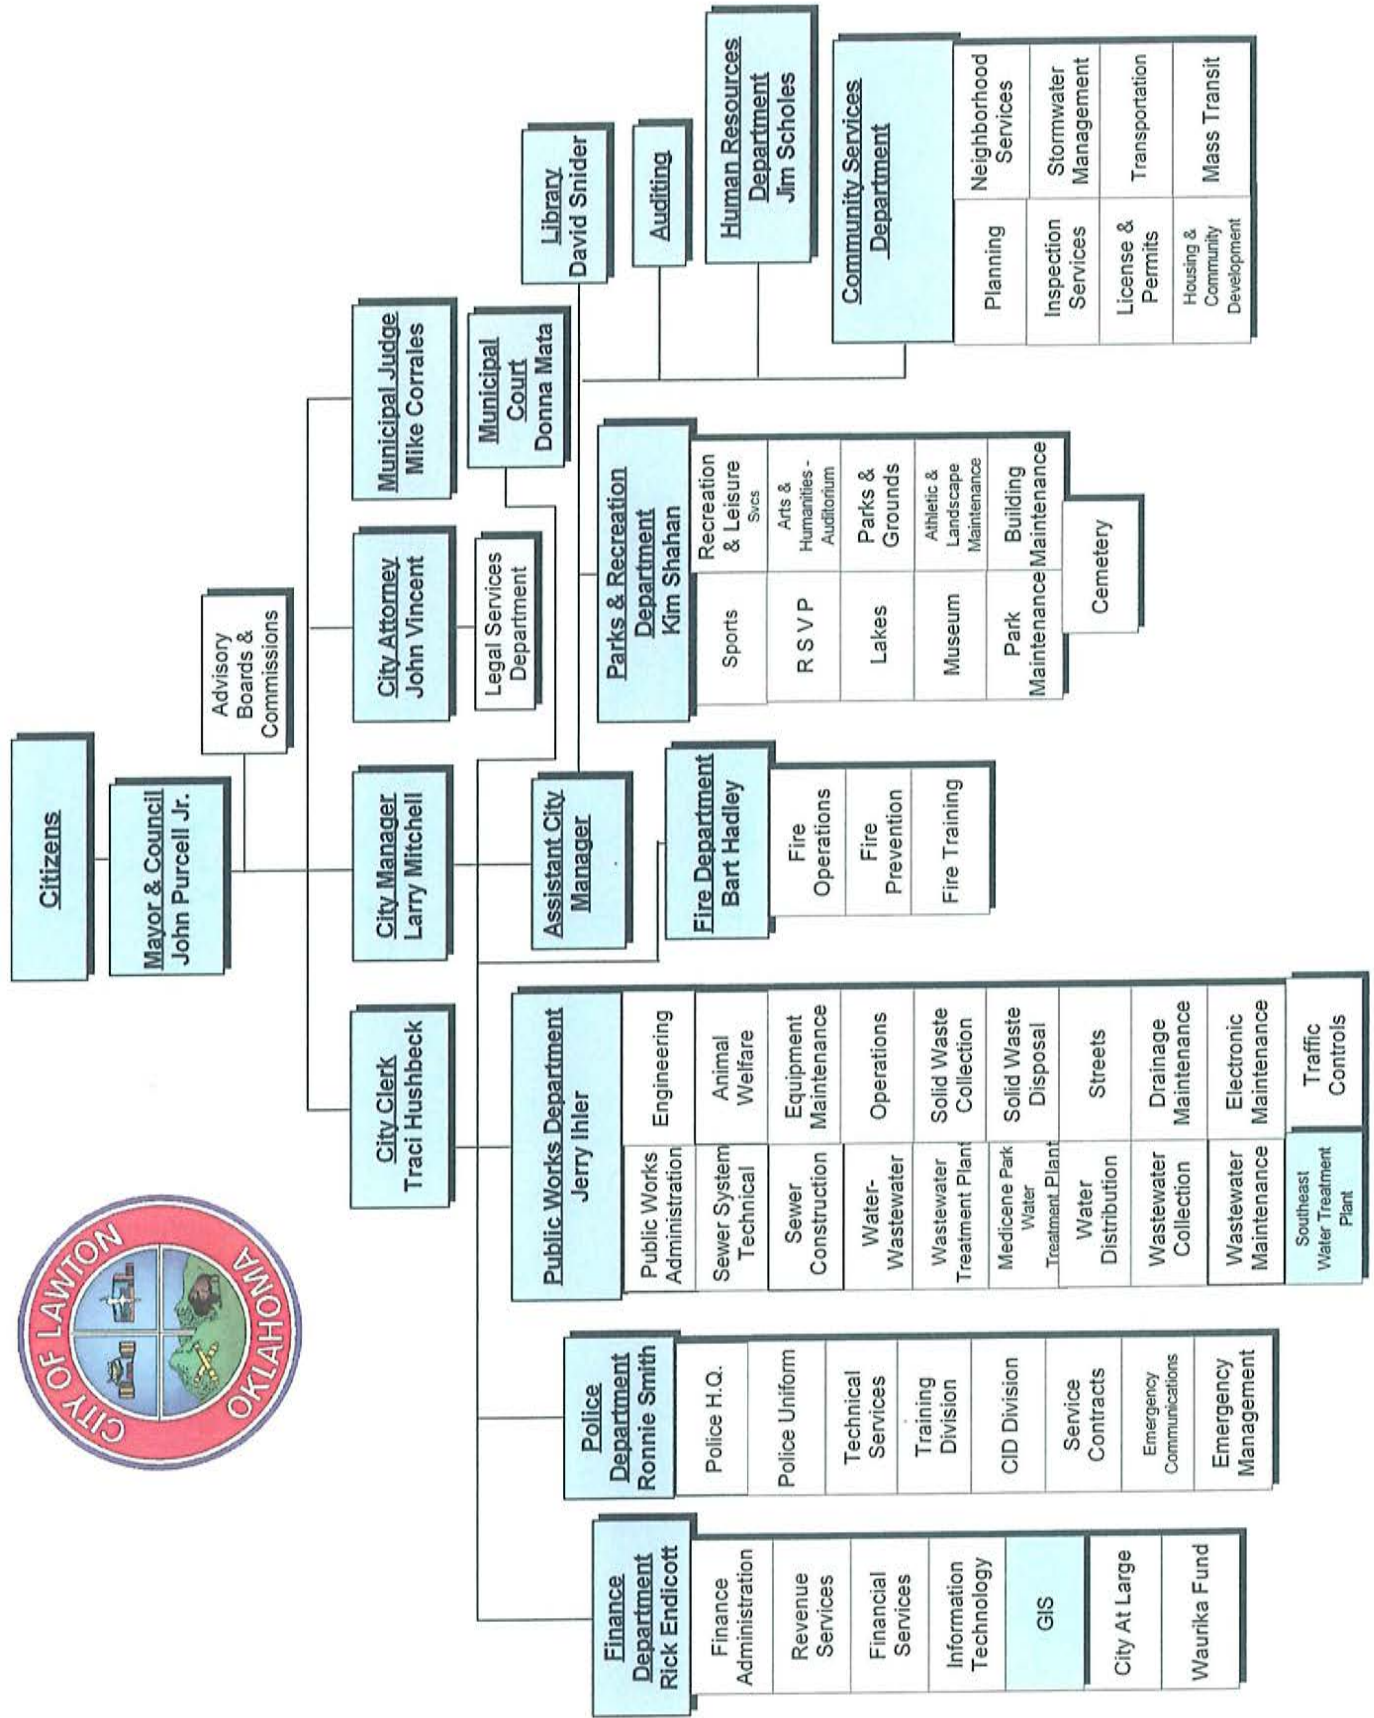 CITY OF LAWTON
OKLAHOMA
Citizens
Mayor & Council
John Purcell Jr.
Advisory
Boards &
Commissions
City Clerk
Traci Hushbeck
City Manager
Larry Mitchell
City Attorney
John Vincent
Municipal Judge
Mike Corrales
Legal Services
Department
Municipal
Court
Donna Mata
Assistant City
Manager
Library
David Snider
Auditing
Human Resources
Department
Jim Scholes
Community Services
Department
Planning
Neighborhood
Services
Inspection
Services
Stormwater
Management
License &
Permits
Transportation
Housing &
Community
Development
Mass Transit
Finance
Department
Rick Endicott
Finance
Administration
Revenue
Services
Financial
Services
Information
Technology
GIS
City At Large
Waurika Fund
Police
Department
Ronnie Smith
Police H.Q.
Police Uniform
Technical
Services
Training
Division
CID Division
Service
Contracts
Emergency
Communications
Emergency
Management
Public Works Department
Jerry Ihler
Public Works
Administration
Engineering
Sewer System
Technical
Animal
Welfare
Sewer
Construction
Equipment
Maintenance
Water-
Wastewater
Operations
Wastewater
Treatment Plant
Solid Waste
Collection
Medicene Park
Water
Treatment Plant
Solid Waste
Disposal
Water
Distribution
Streets
Wastewater
Collection
Drainage
Maintenance
Wastewater
Maintenance
Electronic
Maintenance
Southeast
Water Treatment
Plant
Traffic
Controls
Fire Department
Bart Hadley
Fire
Operations
Fire
Prevention
Fire Training
Parks & Recreation
Department
Kim Shahan
Sports
Recreation
& Leisure
Svcs
R S V P
Arts &
Humanities -
Auditorium
Lakes
Parks &
Grounds
Museum
Athletic &
Landscape
Maintenance
Park
Maintenance
Building
Maintenance
Cemetery